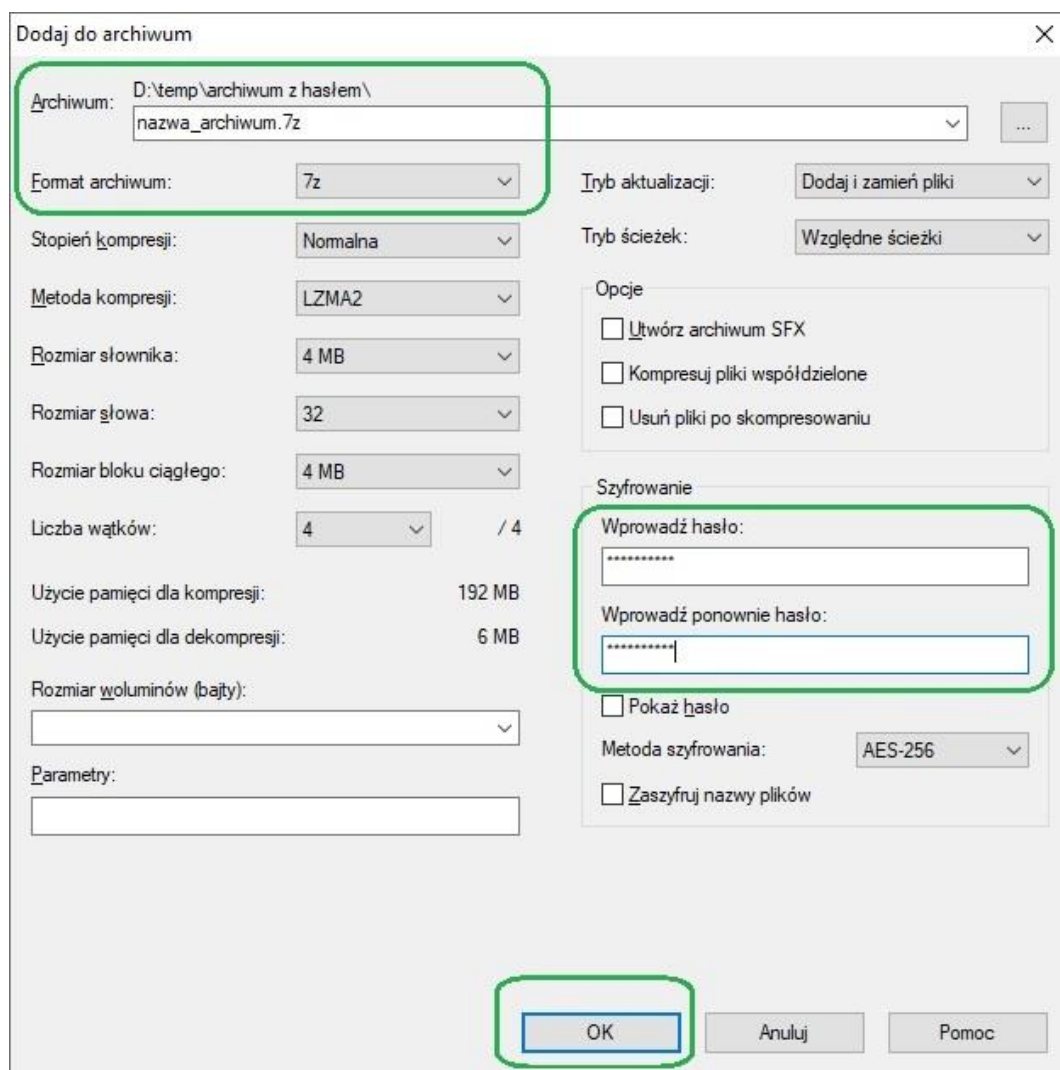 Dodaj do archiwum
Archiwum:
D:\temp\archiwum z hasłem\
nazwa_archiwum.7z
...
Format archiwum:
7z
Stopień kompresji:
Normalna
Metoda kompresji:
LZMA2
Rozmiar słownika:
4 MB
Rozmiar słowa:
32
Rozmiar bloku ciągłego:
4 MB
Liczba wątków:
4
/ 4
Użycie pamięci dla kompresji:
192 MB
Użycie pamięci dla dekompresji:
6 MB
Rozmiar woluminów (bajty):
Parametry:
Tryb aktualizacji:
Dodaj i zamień pliki
Tryb ścieżek:
Względne ścieżki
Opcje
Utwórz archiwum SFX
Kompresuj pliki współdzielone
Usuń pliki po skompresowaniu
Szyfrowanie
Wprowadź hasło:
**********
Wprowadź ponownie hasło:
**********
Pokaż hasło
Metoda szyfrowania:
AES-256
Zaszyfruj nazwy plików
OK
Anuluj
Pomoc